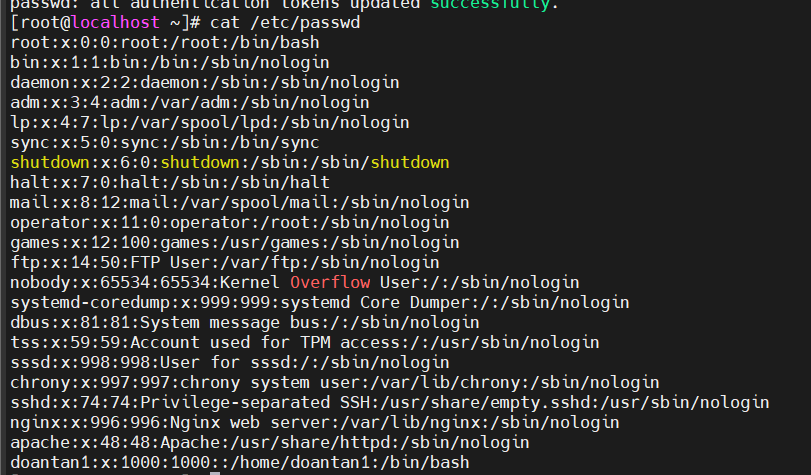 passwd: all authentication tokens updated successfully.
[root@localhost ~]# cat /etc/passwd
root:x:0:0:root:/root:/bin/bash
bin:x:1:1:bin:/bin:/sbin/nologin
daemon:x:2:2:daemon:/sbin:/sbin/nologin
adm:x:3:4:adm:/var/adm:/sbin/nologin
lp:x:4:7:lp:/var/spool/lpd:/sbin/nologin
sync:x:5:0:sync:/sbin:/bin/sync
shutdown:x:6:0:shutdown:/sbin:/sbin/shutdown
halt:x:7:0:halt:/sbin:/sbin/halt
mail:x:8:12:mail:/var/spool/mail:/sbin/nologin
operator:x:11:0:operator:/root:/sbin/nologin
games:x:12:100:games:/usr/games:/sbin/nologin
ftp:x:14:50:FTP User:/var/ftp:/sbin/nologin
nobody:x:65534:65534:Kernel Overflow User:/:/sbin/nologin
systemd-coredump:x:999:999:systemd Core Dumper:/:/sbin/nologin
dbus:x:81:81:System message bus:/:/sbin/nologin
tss:x:59:59:Account used for TPM access:/:/usr/sbin/nologin
sssd:x:998:998:User for sssd:/:/sbin/nologin
chrony:x:997:997:chrony system user:/var/lib/chrony:/sbin/nologin
sshd:x:74:74:Privilege-separated SSH:/usr/share/empty.sshd:/usr/sbin/nologin
nginx:x:996:996:Nginx web server:/var/lib/nginx:/sbin/nologin
apache:x:48:48:Apache:/usr/share/httpd:/sbin/nologin
doantan1:x:1000:1000::/home/doantan1:/bin/bash